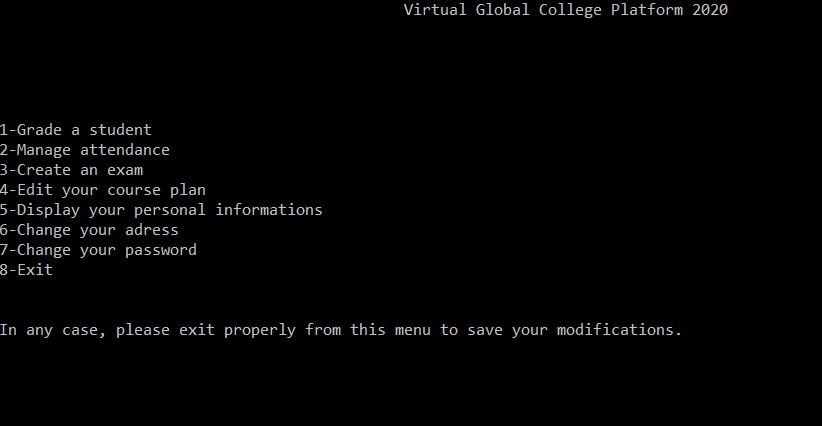 Virtual Global College Platform 2020
1-Grade a student
2-Manage attendance
3-Create an exam
4-Edit your course plan
5-Display your personal informations
6-Change your adress
7-Change your password
8-Exit
In any case, please exit properly from this menu to save your modifications.